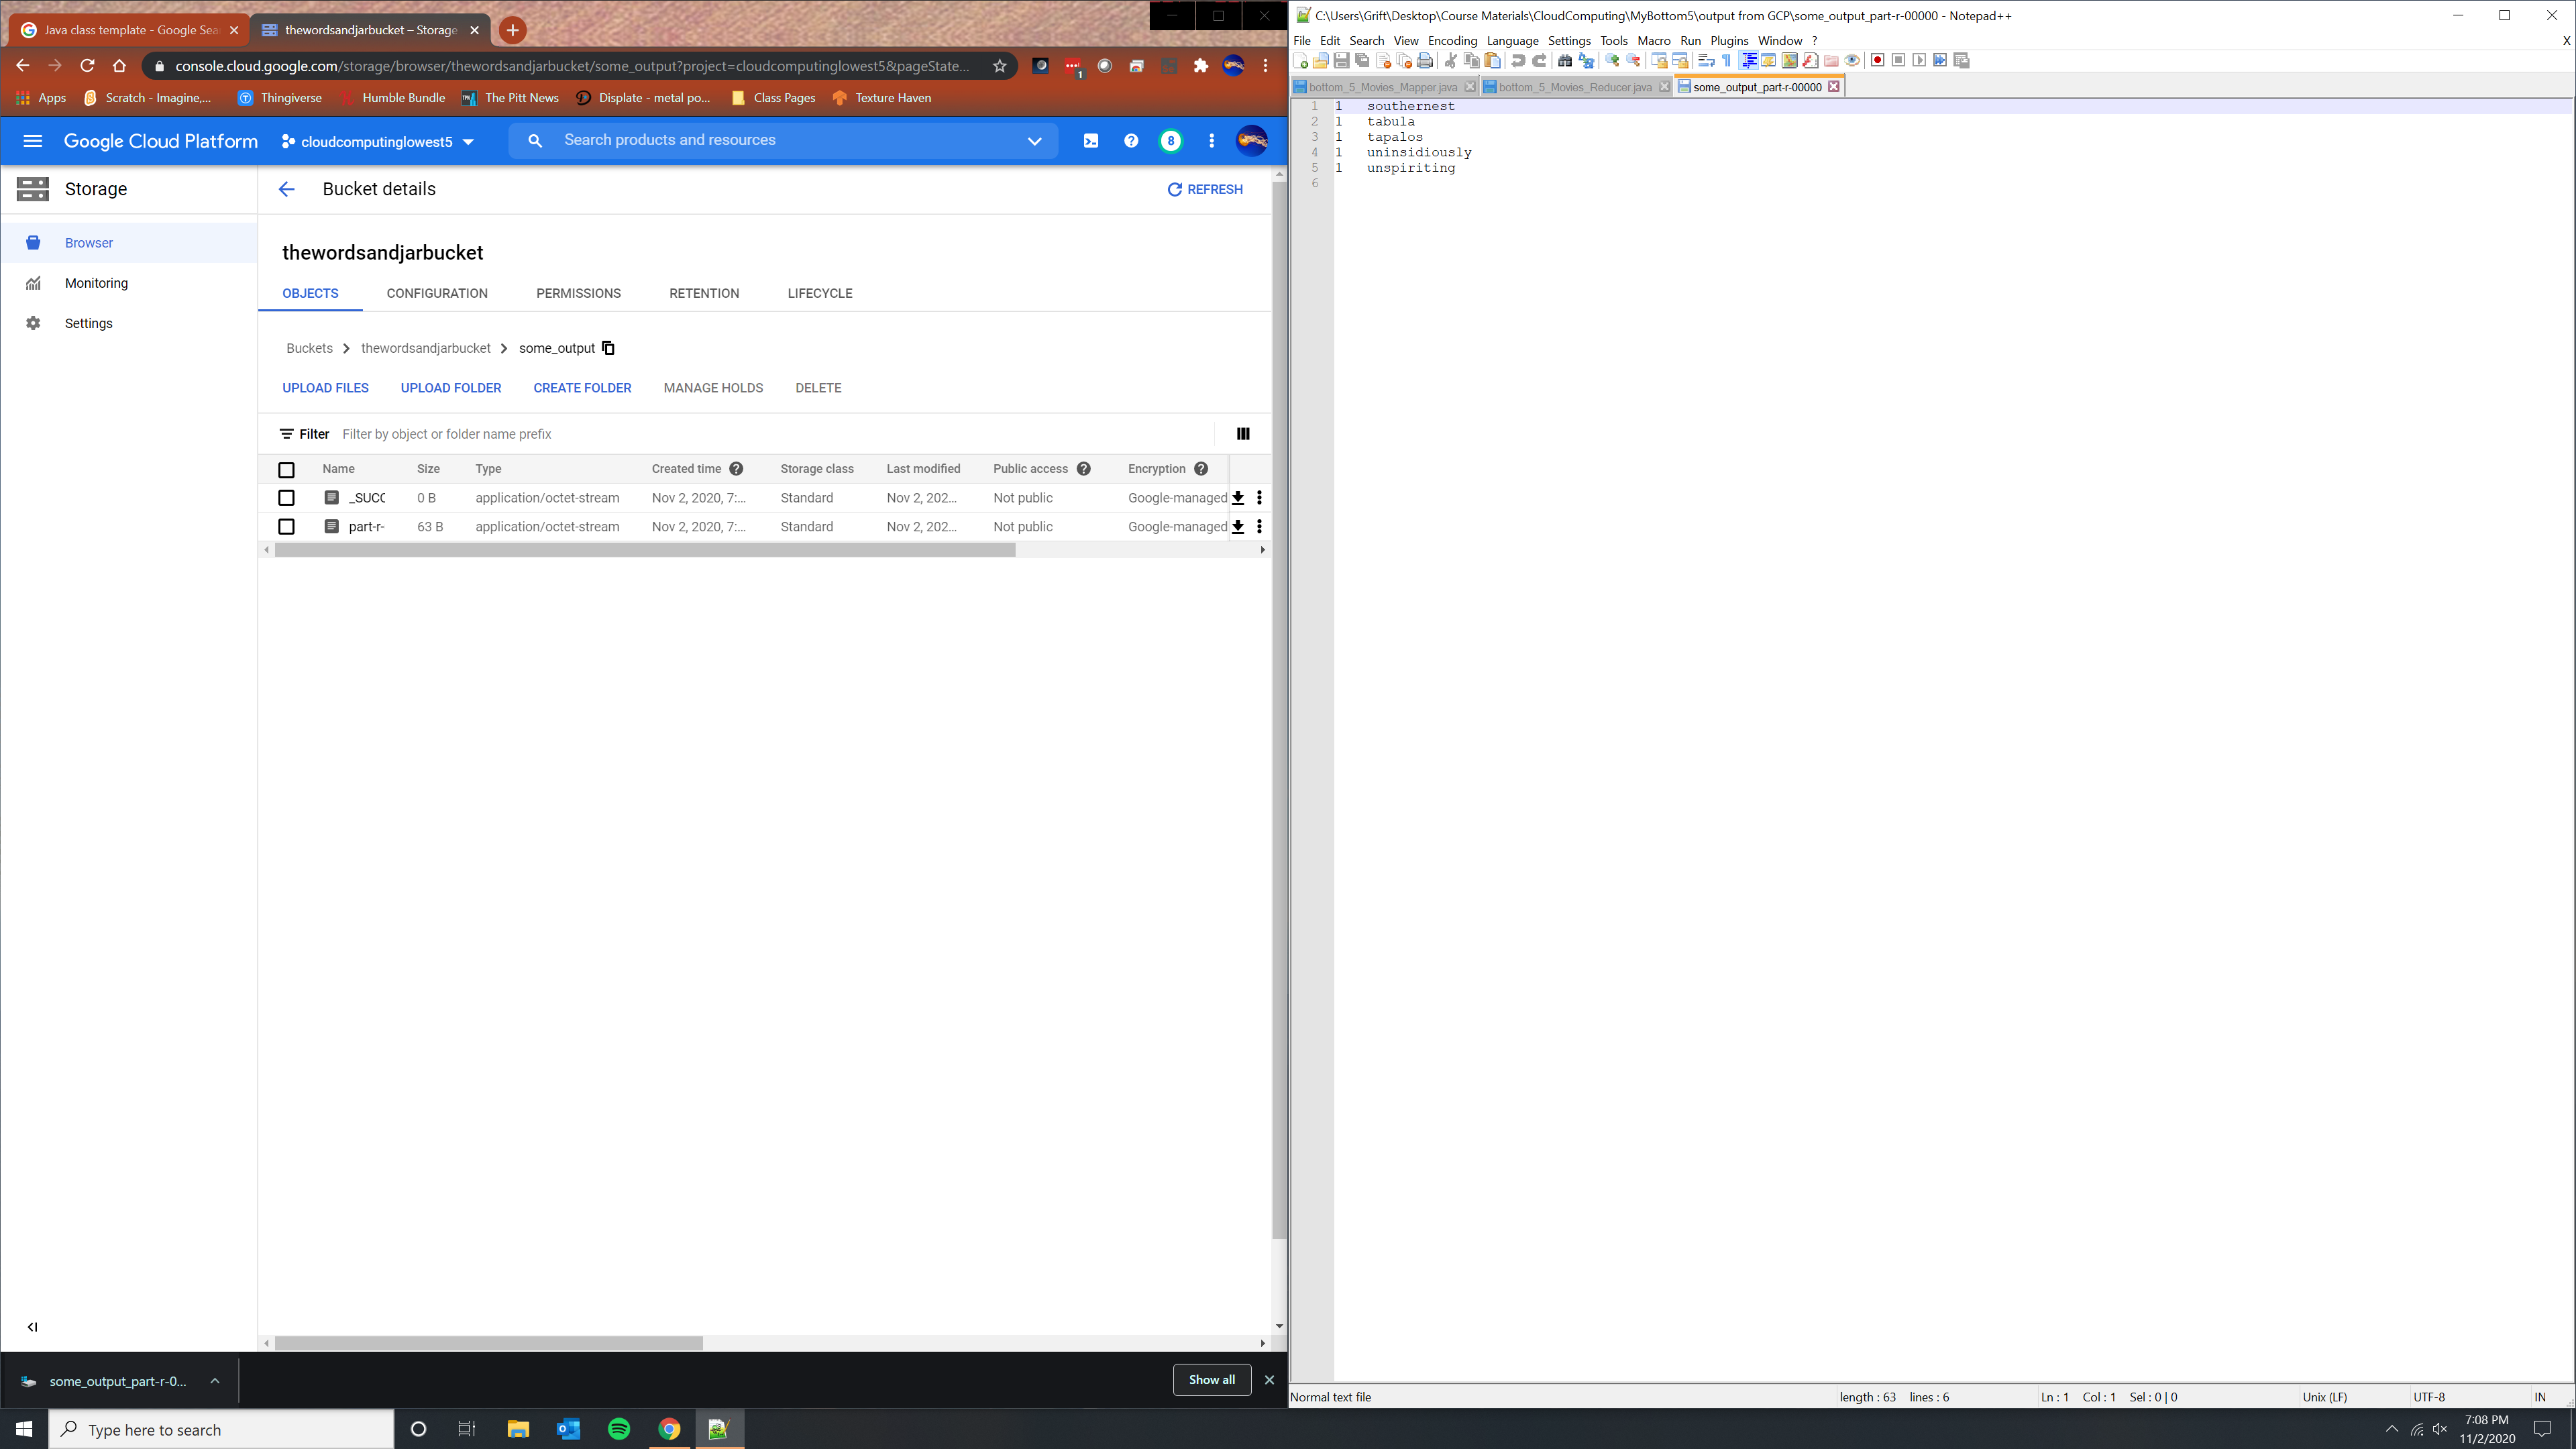 Java class template - Google Sea
thewordsandjarbucket – Storage
console.cloud.google.com/storage/browser/thewordsandjarbucket/some_output?project=cloudcomputinglowest5&pageState...
1
Apps
Scratch - Imagine,...
Thingiverse
Humble Bundle
The Pitt News
Displate - metal po...
Class Pages
Texture Haven
Google Cloud Platform
cloudcomputinglowest5
Search products and resources
8
Storage
Bucket details
REFRESH
Browser
Monitoring
Settings
thewordsandjarbucket
OBJECTS CONFIGURATION PERMISSIONS RETENTION LIFECYCLE
Buckets > thewordsandjarbucket > some_output
UPLOAD FILES UPLOAD FOLDER CREATE FOLDER MANAGE HOLDS DELETE
Filter Filter by object or folder name prefix
Name Size Type Created time Storage class Last modified Public access Encryption
_SUCC 0 B application/octet-stream Nov 2, 2020, 7:... Standard Nov 2, 202... Not public Google-managed
part-r- 63 B application/octet-stream Nov 2, 2020, 7:... Standard Nov 2, 202... Not public Google-managed
some_output_part-r-0...
Show all
C:\Users\Grift\Desktop\Course Materials\CloudComputing\MyBottom5\output from GCP\some_output_part-r-00000 - Notepad++
File Edit Search View Encoding Language Settings Tools Macro Run Plugins Window ? X
bottom_5_Movies_Mapper.java
bottom_5_Movies_Reducer.java
some_output_part-r-00000
1 1 southernest
2 1 tabula
3 1 tapalos
4 1 uninsidiously
5 1 unspiriting
6
Normal text file length : 63 lines : 6 Ln : 1 Col : 1 Sel : 0 | 0 Unix (LF) UTF-8 IN
Type here to search
7:08 PM
11/2/2020